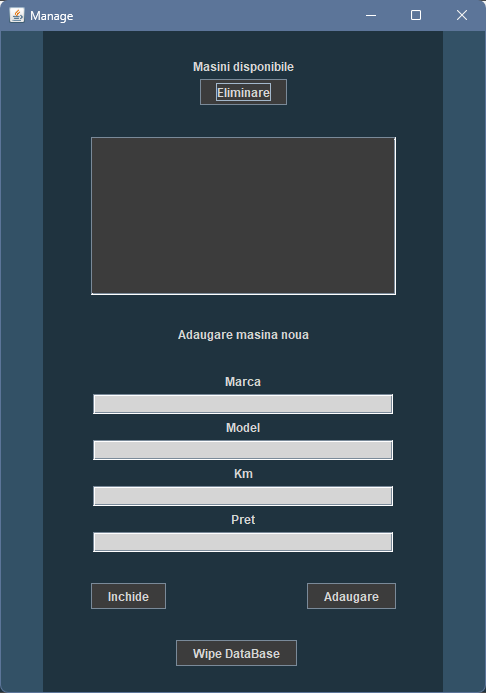 Manage
Masini disponibile
Eliminare
Adaugare masina noua
Marca
Model
Km
Pret
Inchide
Adaugare
Wipe DataBase